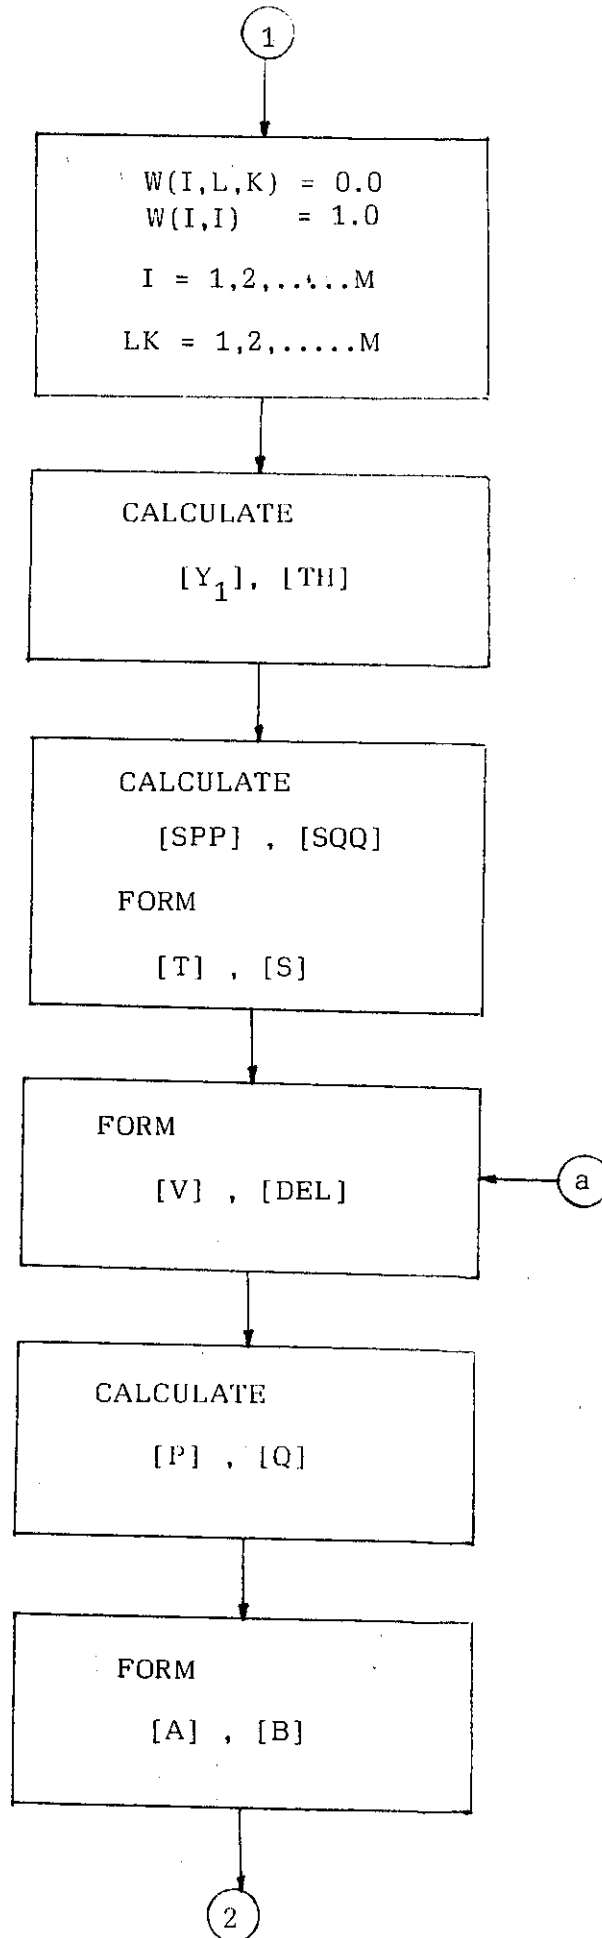 1
W(I,L,K) = 0.0
W(I,I) = 1.0
I = 1,2,.....M
LK = 1,2,.....M
CALCULATE
[Y1], [TH]
CALCULATE
[SPP] , [SQQ]
FORM
[T] , [S]
FORM
[V] , [DEL]
a
CALCULATE
[P] , [Q]
FORM
[A] , [B]
2